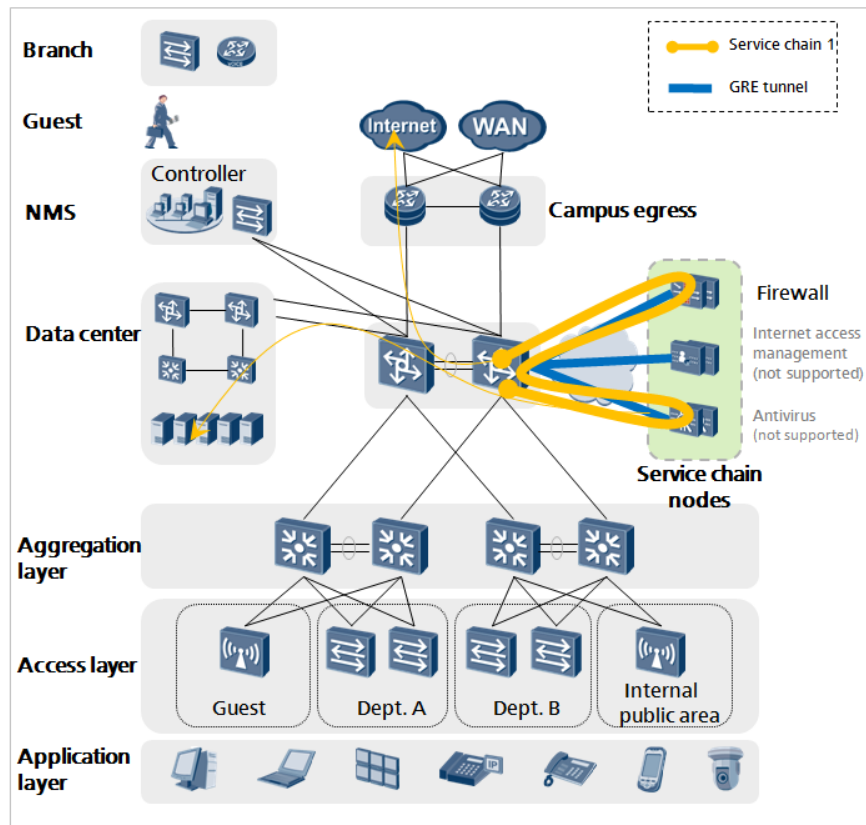 Branch
Service chain 1
GRE tunnel
Guest
Internet
WAN
Controller
NMS
Campus egress
Data center
Firewall
Internet access
management
(not supported)
Antivirus
(not supported)
Service chain
nodes
Aggregation
layer
Access layer
Guest
Dept. A
Dept. B
Internal
public area
Application
layer
IP